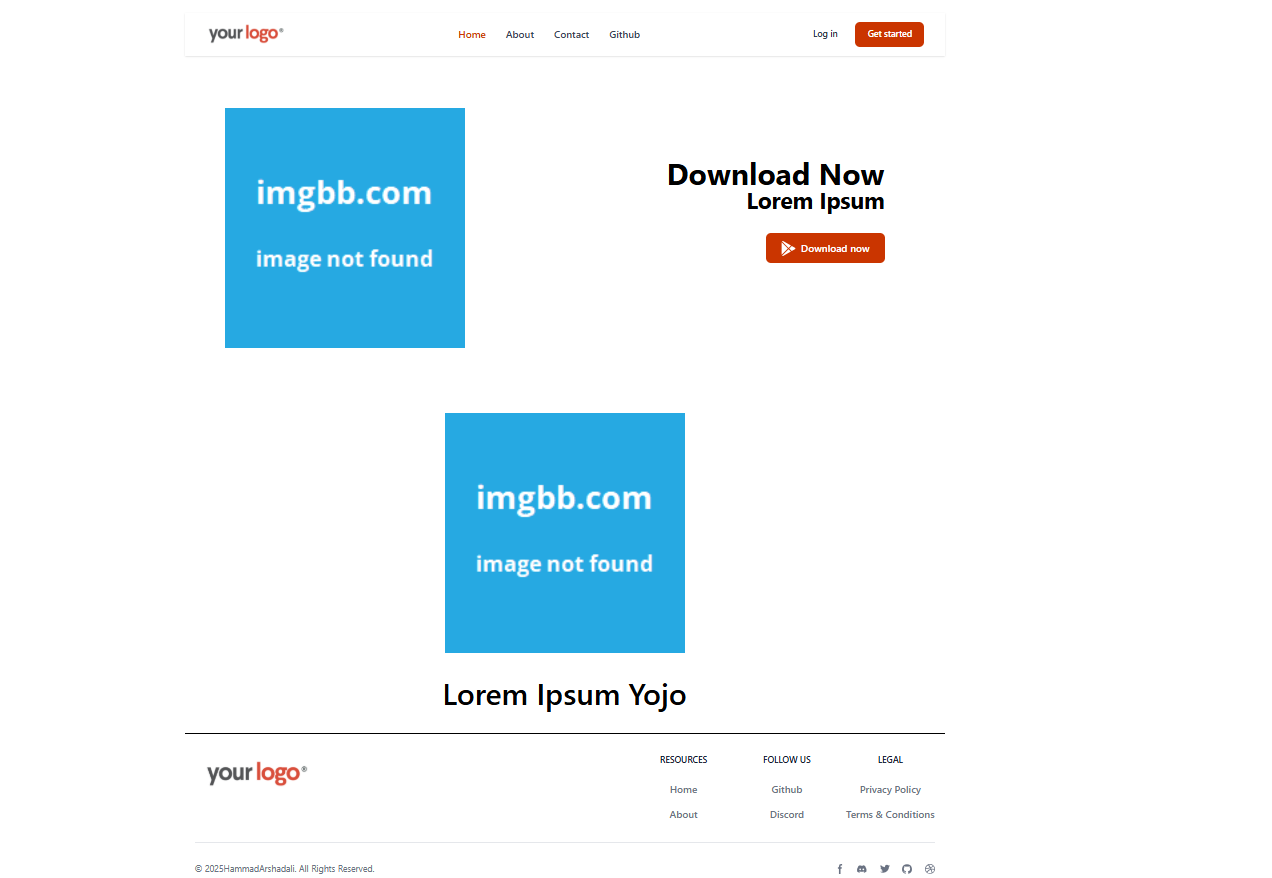 your logo®
Home About Contact Github
Log in Get started
imgbb.com
image not found
Download Now
Lorem Ipsum
Download now
imgbb.com
image not found
Lorem Ipsum Yojo
your logo®
RESOURCES FOLLOW US LEGAL
Home Github Privacy Policy
About Discord Terms & Conditions
© 2025HammadArshadali. All Rights Reserved.